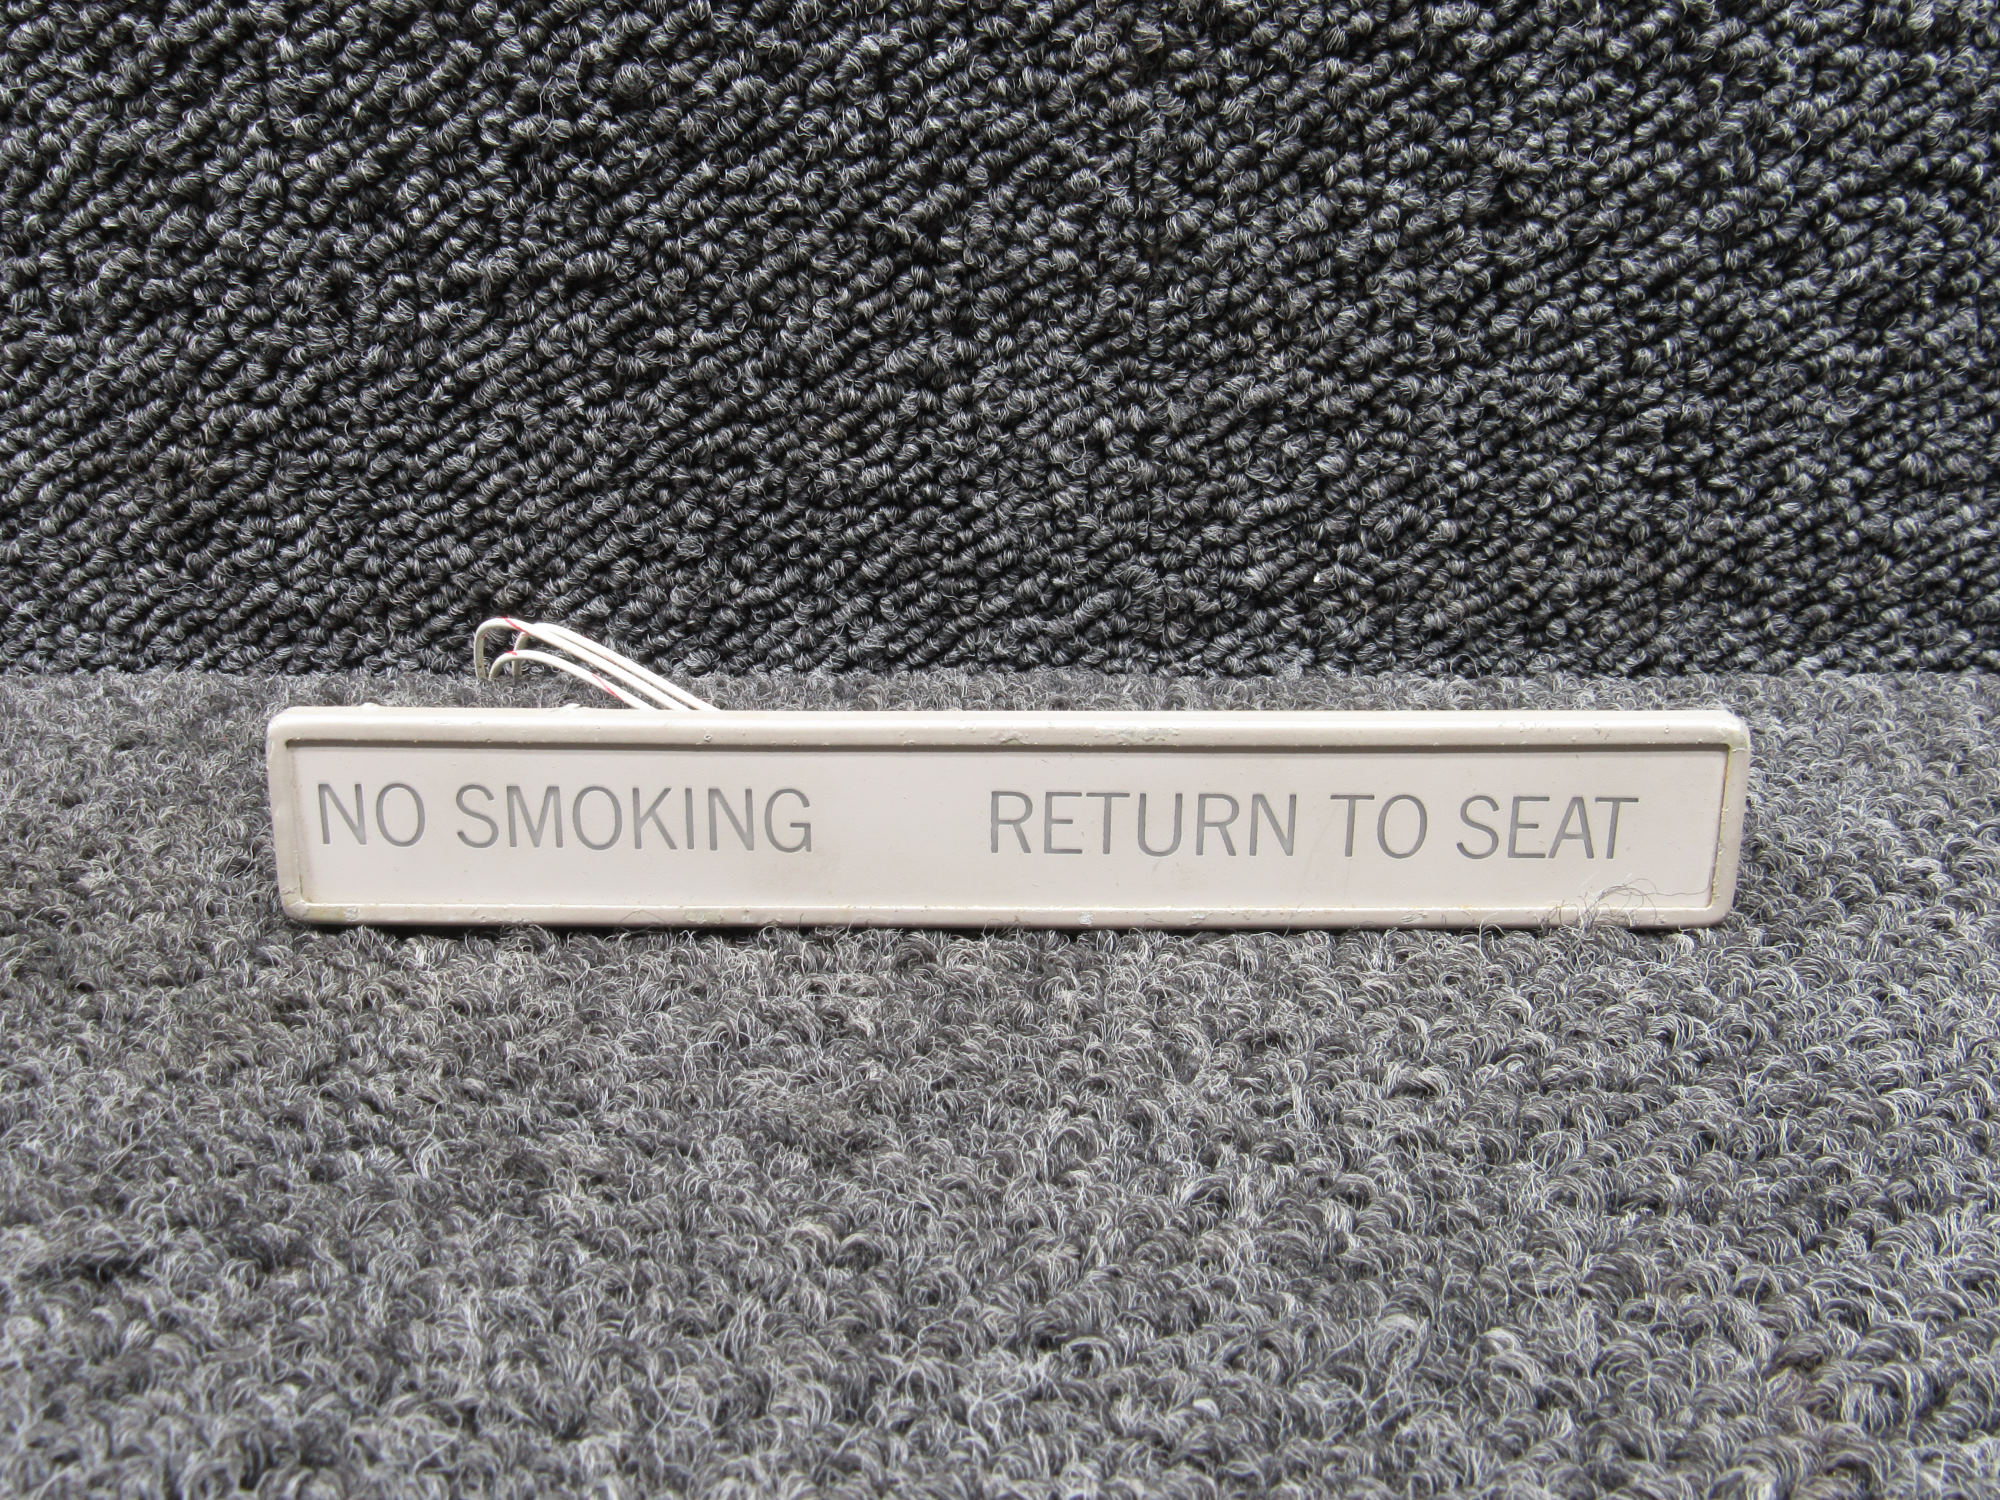 NO SMOKING RETURN TO SEAT